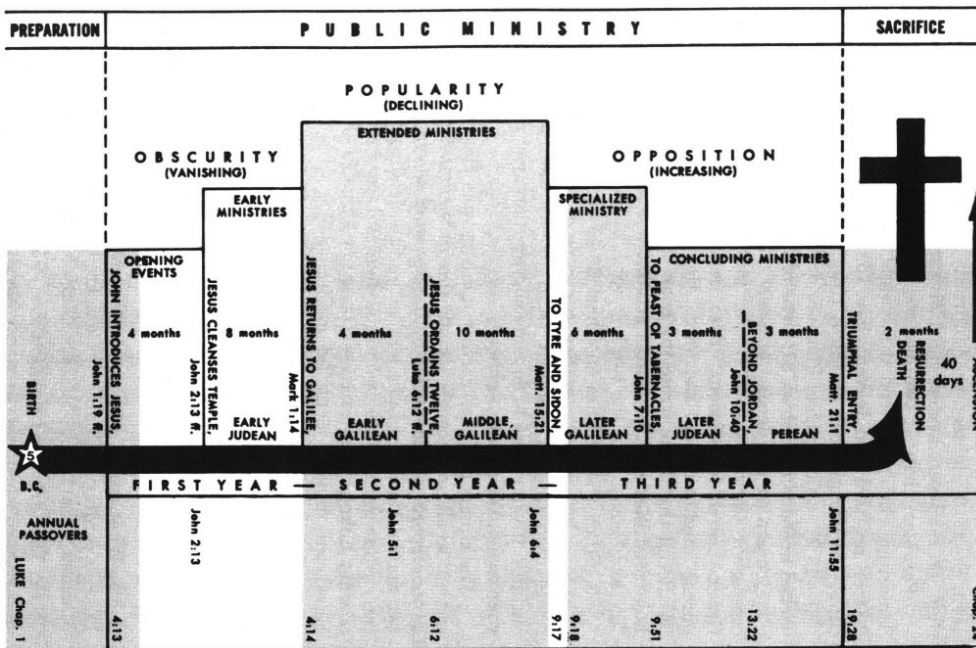 PREPARATION
PUBLIC MINISTRY
SACRIFICE
POPULARITY
(DECLINING)
EXTENDED MINISTRIES
OBSCURITY
(VANISHING)
OPPOSITION
(INCREASING)
EARLY
MINISTRIES
SPECIALIZED
MINISTRY
OPENING
EVENTS
CONCLUDING MINISTRIES
BIRTH
John 1:19 ff.
JOHN INTRODUCES JESUS,
4 months
John 2:13 ff.
JESUS CLEANSES TEMPLE,
8 months
EARLY
JUDEAN
Mark 1:14
JESUS RETURNS TO GALILEE,
4 months
EARLY
GALILEAN
Luke 6:12 ff.
JESUS ORDAINS TWELVE,
10 months
MIDDLE,
GALILEAN
Matt. 15:21
TO TYRE AND SIDON,
6 months
LATER
GALILEAN
John 7:10
TO FEAST OF TABERNACLES,
3 months
LATER
JUDEAN
BEYOND JORDAN,
John 10:40
3 months
PEREAN
Matt. 21:1
TRIUMPHAL ENTRY,
2 months
DEATH
RESURRECTION
40
days
5
B.C,
FIRST YEAR — SECOND YEAR — THIRD YEAR
ANNUAL
PASSOVERS
John 2:13
John 5:1
John 6:4
John 11:55
LUKE Chap. 1
4:13
4:14
6:12
9:17
9:18
9:51
13:22
19:28